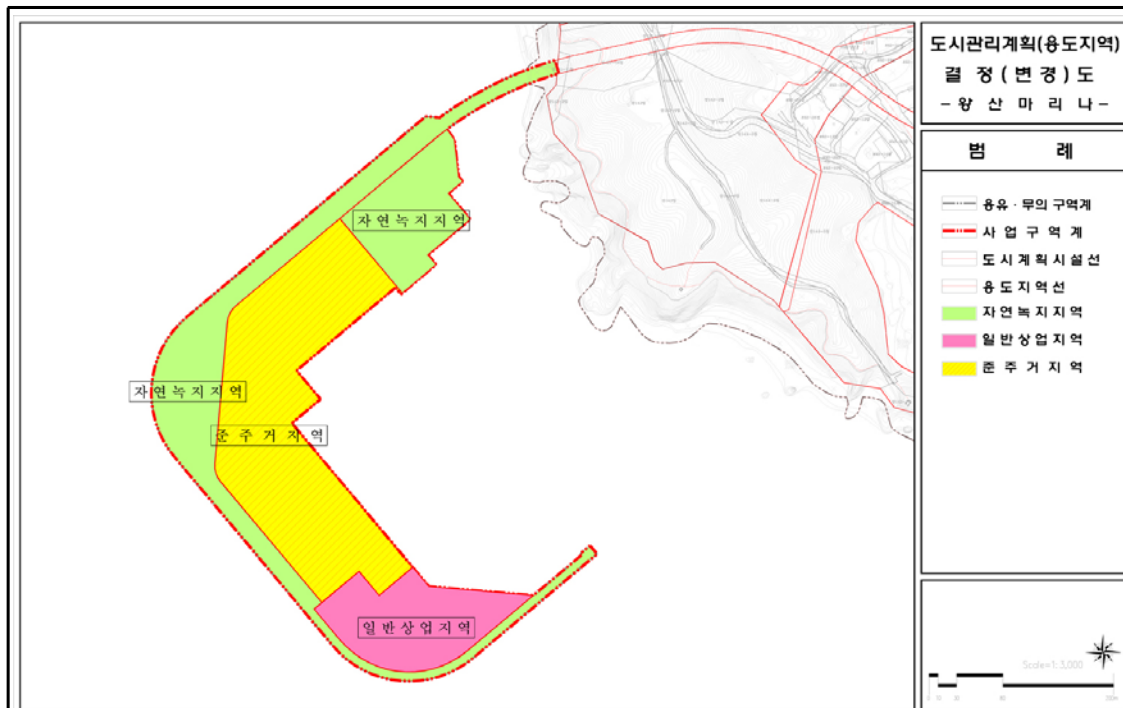 도시관리계획(용도지역)
결 정 ( 변 경 ) 도
- 왕 산 마 리 나 -
범 례
용유 · 무의 구역계
사 업 구 역 계
도시계획시설선
용도지역선
자연녹지지역
일반상업지역
준 주 거 지 역
자연녹지지역
자연녹지지역
준 주 거 지 역
일반상업지역
Scale=1:3,000